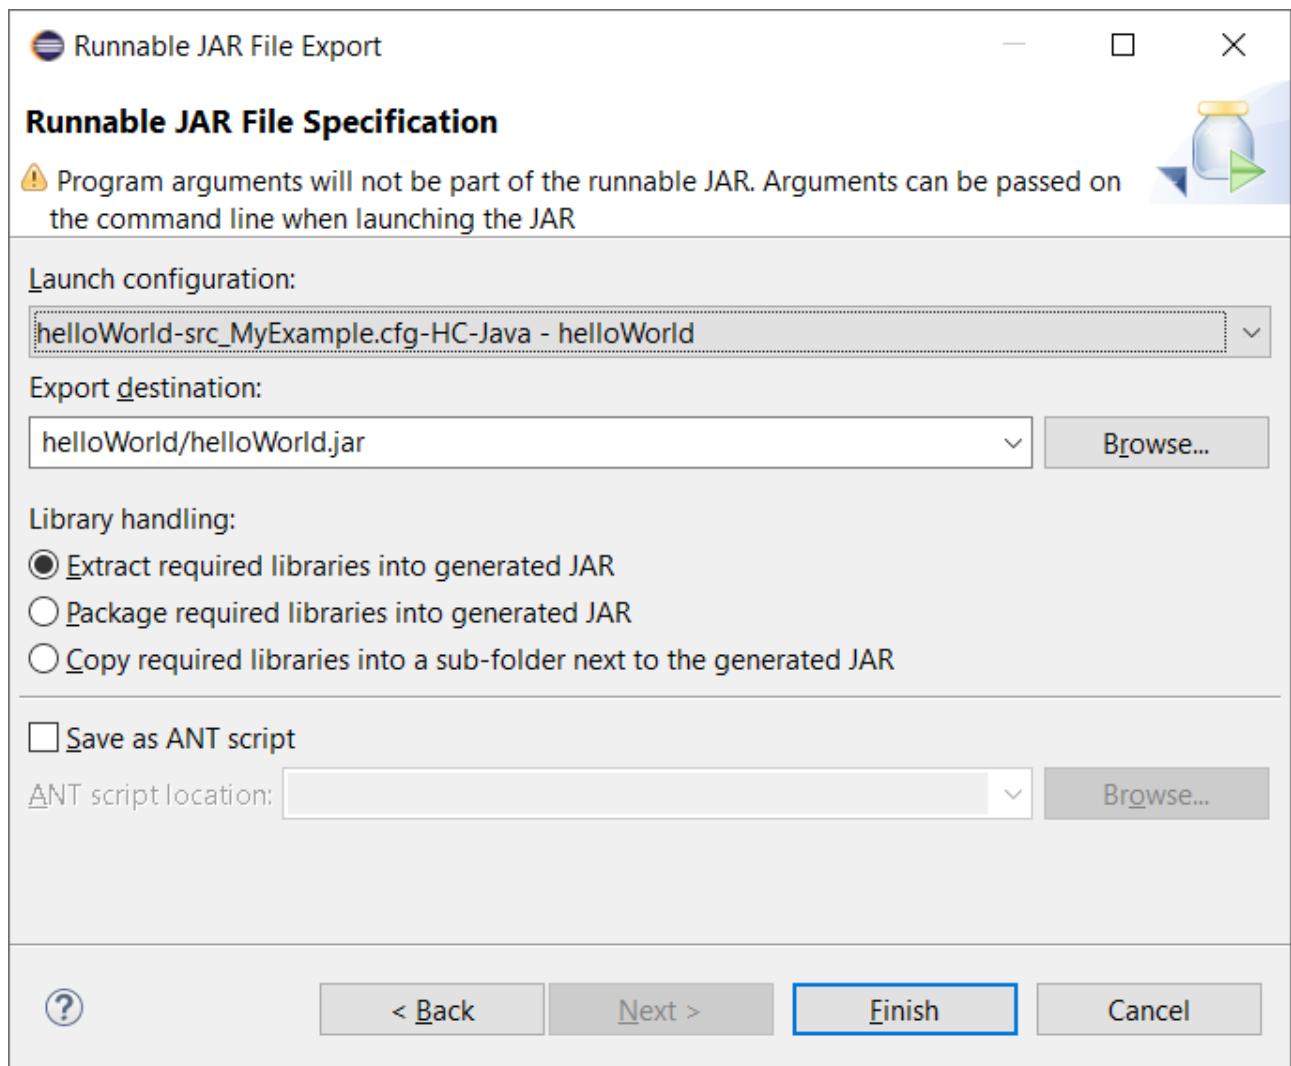 Runnable JAR File Export
Runnable JAR File Specification
Program arguments will not be part of the runnable JAR. Arguments can be passed on
the command line when launching the JAR
Launch configuration:
helloWorld-src_MyExample.cfg-HC-Java - helloWorld
Export destination:
helloWorld/helloWorld.jar
Browse...
Library handling:
Extract required libraries into generated JAR
Package required libraries into generated JAR
Copy required libraries into a sub-folder next to the generated JAR
Save as ANT script
ANT script location:
Browse...
?
< Back
Next >
Finish
Cancel